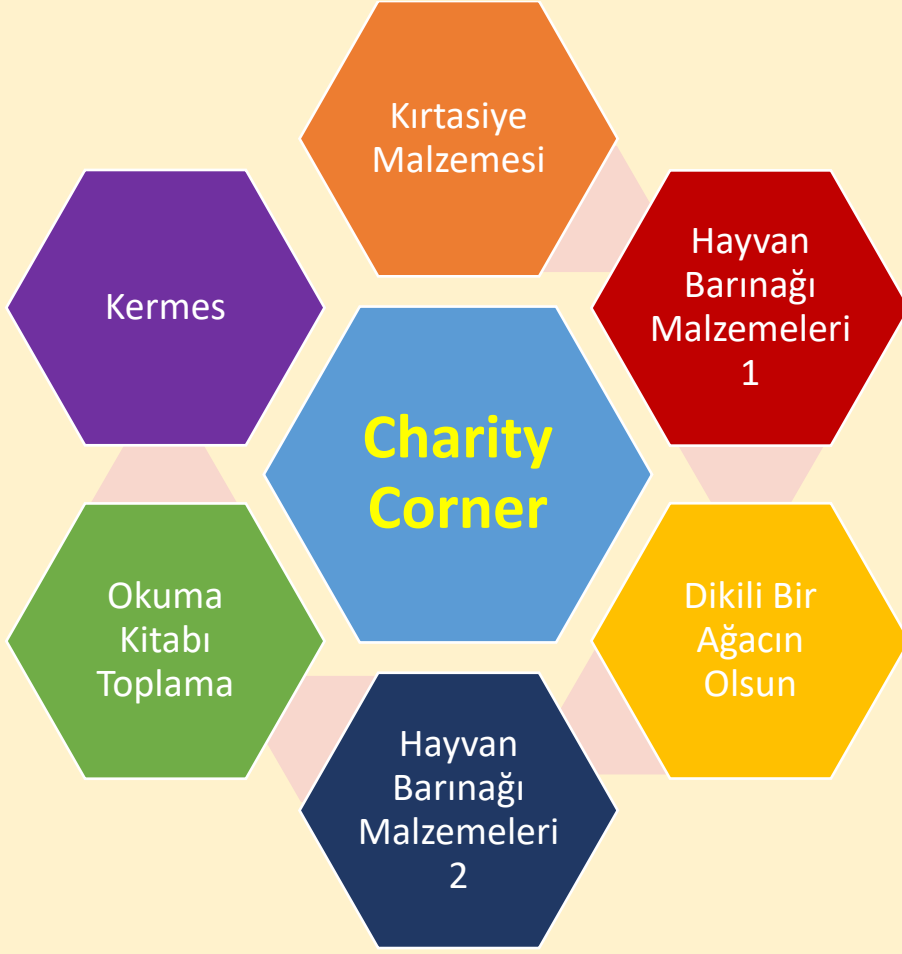 Kırtasiye
Malzemesi
Hayvan
Barınağı
Malzemeleri
1
Dikili Bir
Ağacın
Olsun
Hayvan
Barınağı
Malzemeleri
2
Okuma
Kitabı
Toplama
Kermes
Charity
Corner